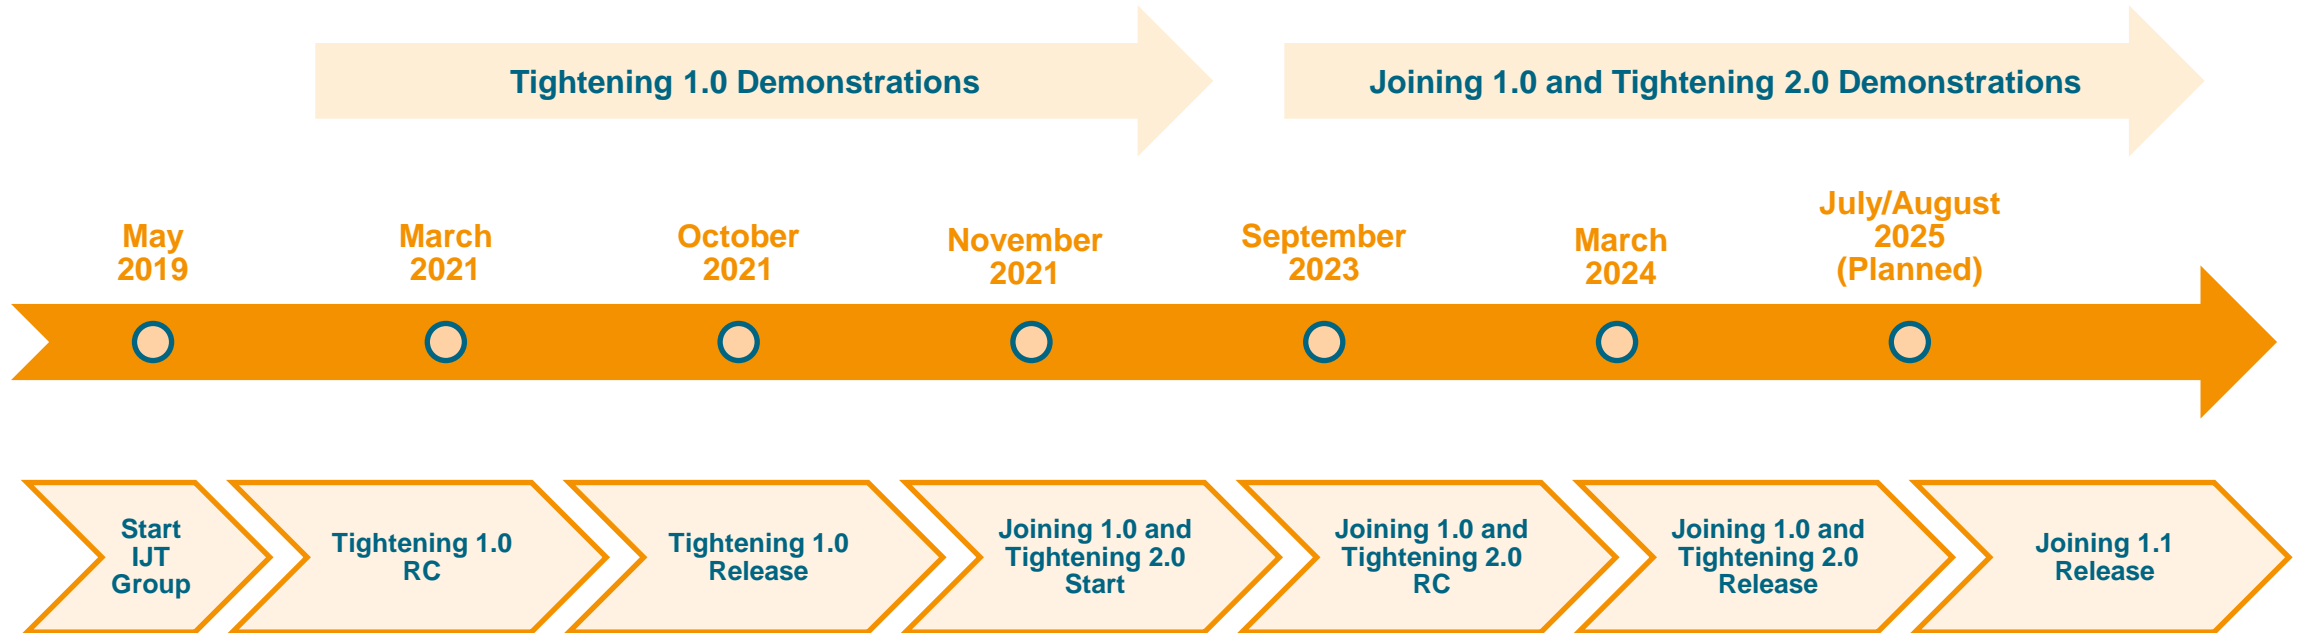 Tightening 1.0 Demonstrations
Joining 1.0 and Tightening 2.0 Demonstrations
May
2019
March
2021
October
2021
November
2021
September
2023
March
2024
July/August
2025
(Planned)
Start
IJT
Group
Tightening 1.0
RC
Tightening 1.0
Release
Joining 1.0 and
Tightening 2.0
Start
Joining 1.0 and
Tightening 2.0
RC
Joining 1.0 and
Tightening 2.0
Release
Joining 1.1
Release